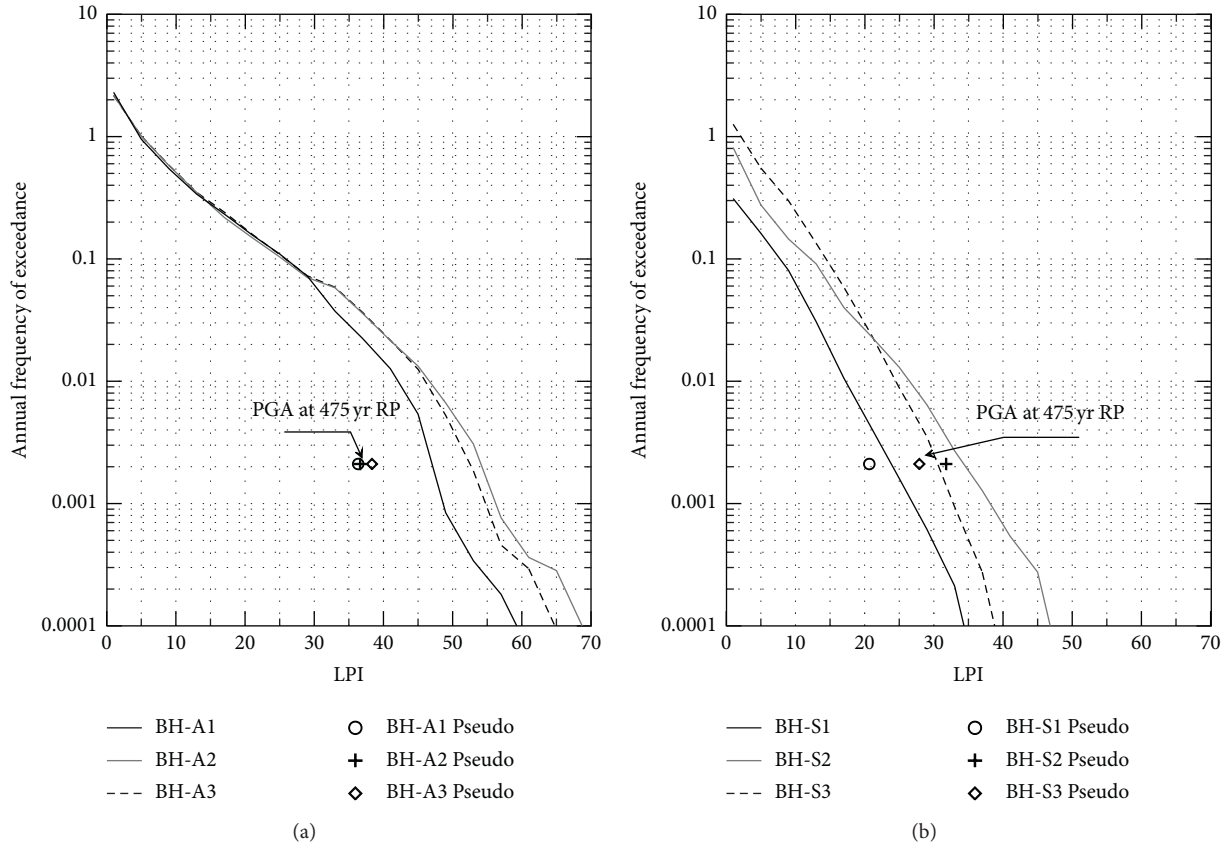 10
1
0.1
0.01
0.001
0.0001
Annual frequency of exceedance
PGA at 475 yr RP
0 10 20 30 40 50 60 70
LPI
BH-A1
BH-A2
BH-A3
BH-A1 Pseudo
BH-A2 Pseudo
BH-A3 Pseudo
(a)
10
1
0.1
0.01
0.001
0.0001
Annual frequency of exceedance
PGA at 475 yr RP
0 10 20 30 40 50 60 70
LPI
BH-S1
BH-S2
BH-S3
BH-S1 Pseudo
BH-S2 Pseudo
BH-S3 Pseudo
(b)